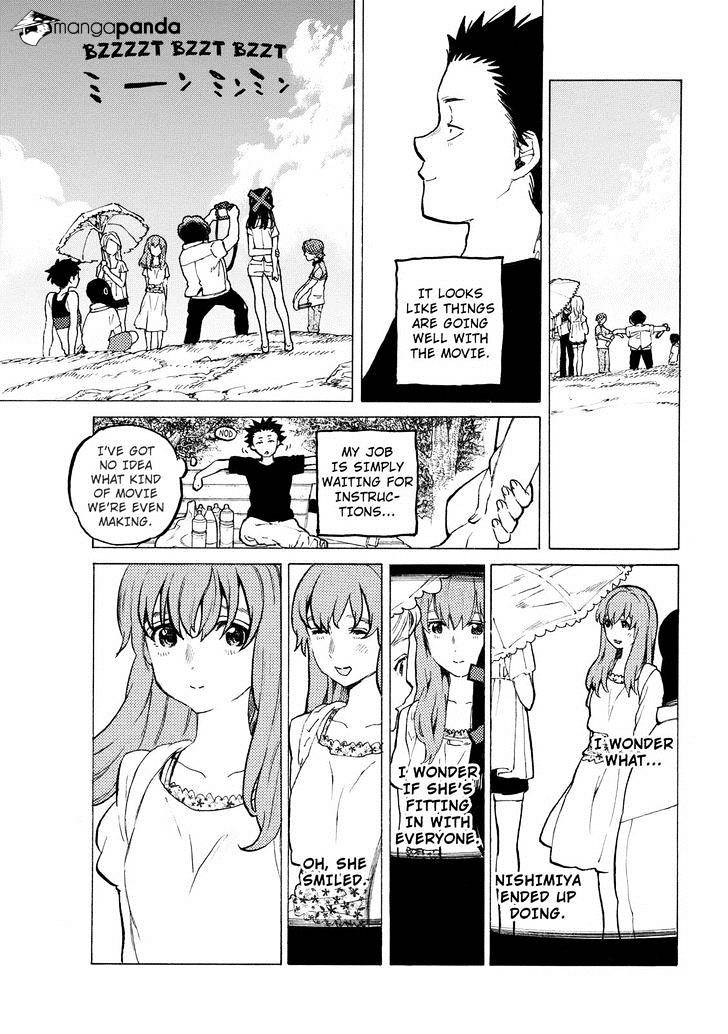 mangapanda
IT LOOKS
LIKE THINGS
ARE GOING
WELL WITH
THE MOVIE.
BZZZZT BZZT BZZT
ミーンミンミン
MY JOB
IS SIMPLY
WAITING FOR
INSTRUC-
TIONS...
NOD
I'VE GOT
NO IDEA
WHAT KIND
OF MOVIE
WE'RE EVEN
MAKING.
I WONDER
WHAT...
NISHIMIYA
ENDED UP
DOING.
I WONDER
IF SHE'S
FITTING
IN WITH
EVERYONE.
OH, SHE
SMILED.